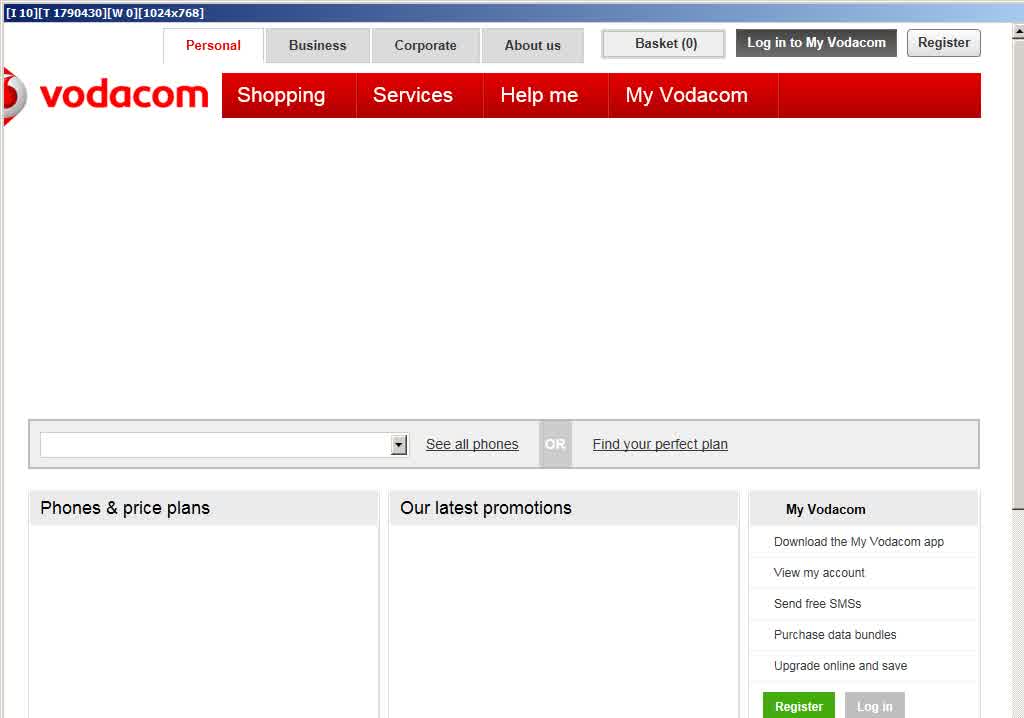 [I 10][T 1790430][W 0][1024x768]
Personal Business Corporate About us Basket (0) Log in to My Vodacom Register
vodacom Shopping Services Help me My Vodacom
See all phones OR Find your perfect plan
Phones & price plans
Our latest promotions
My Vodacom
Download the My Vodacom app
View my account
Send free SMSs
Purchase data bundles
Upgrade online and save
Register Log in